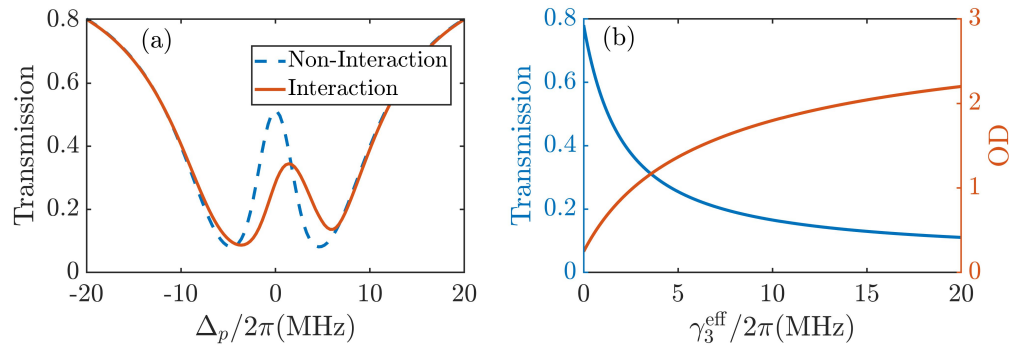 (a)
Non-Interaction
Interaction
Transmission
0.8
0.6
0.4
0.2
0
-20 -10 0 10 20
Δp/2π(MHz)
(b)
Transmission
0.8
0.6
0.4
0.2
0
3
2
1
0
OD
0 5 10 15 20
γ₃ᵉᶠᶠ/2π(MHz)